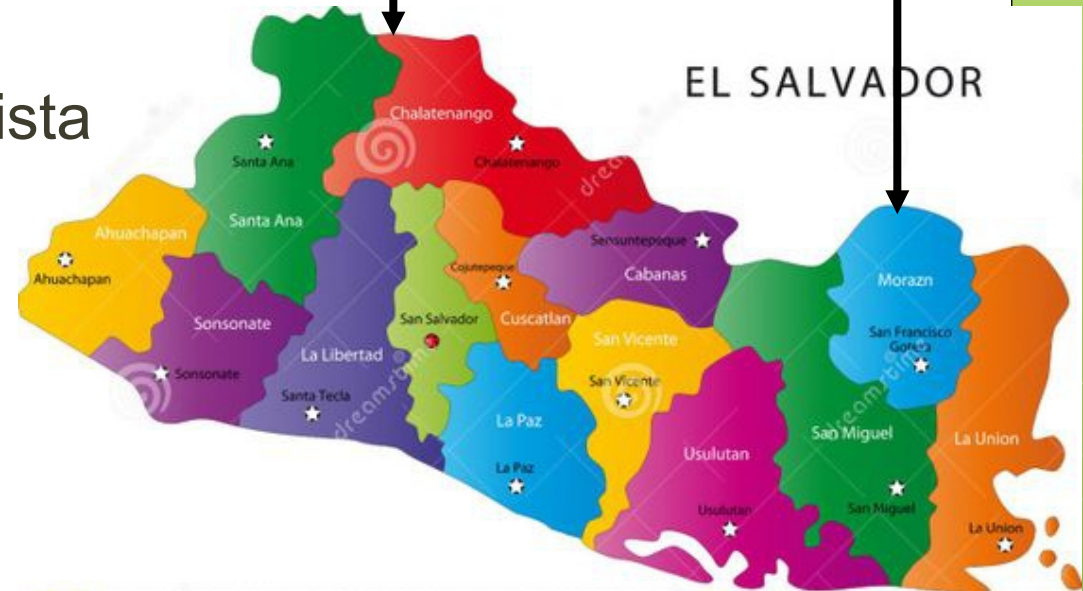 EL SALVADOR
ista
Chalatenango
Chalatenango
Santa Ana
Santa Ana
Ahuachapan
Ahuachapan
Sensuntepeque
Cabanas
Cojutepeque
Morazn
San Francisco
Gotera
Sonsonate
Sonsonate
San Salvador
Cuscatlan
San Vicente
San Vicente
La Libertad
Santa Tecla
La Paz
La Paz
Usulutan
Usulutan
San Miguel
San Miguel
La Union
La Union
dreamstime